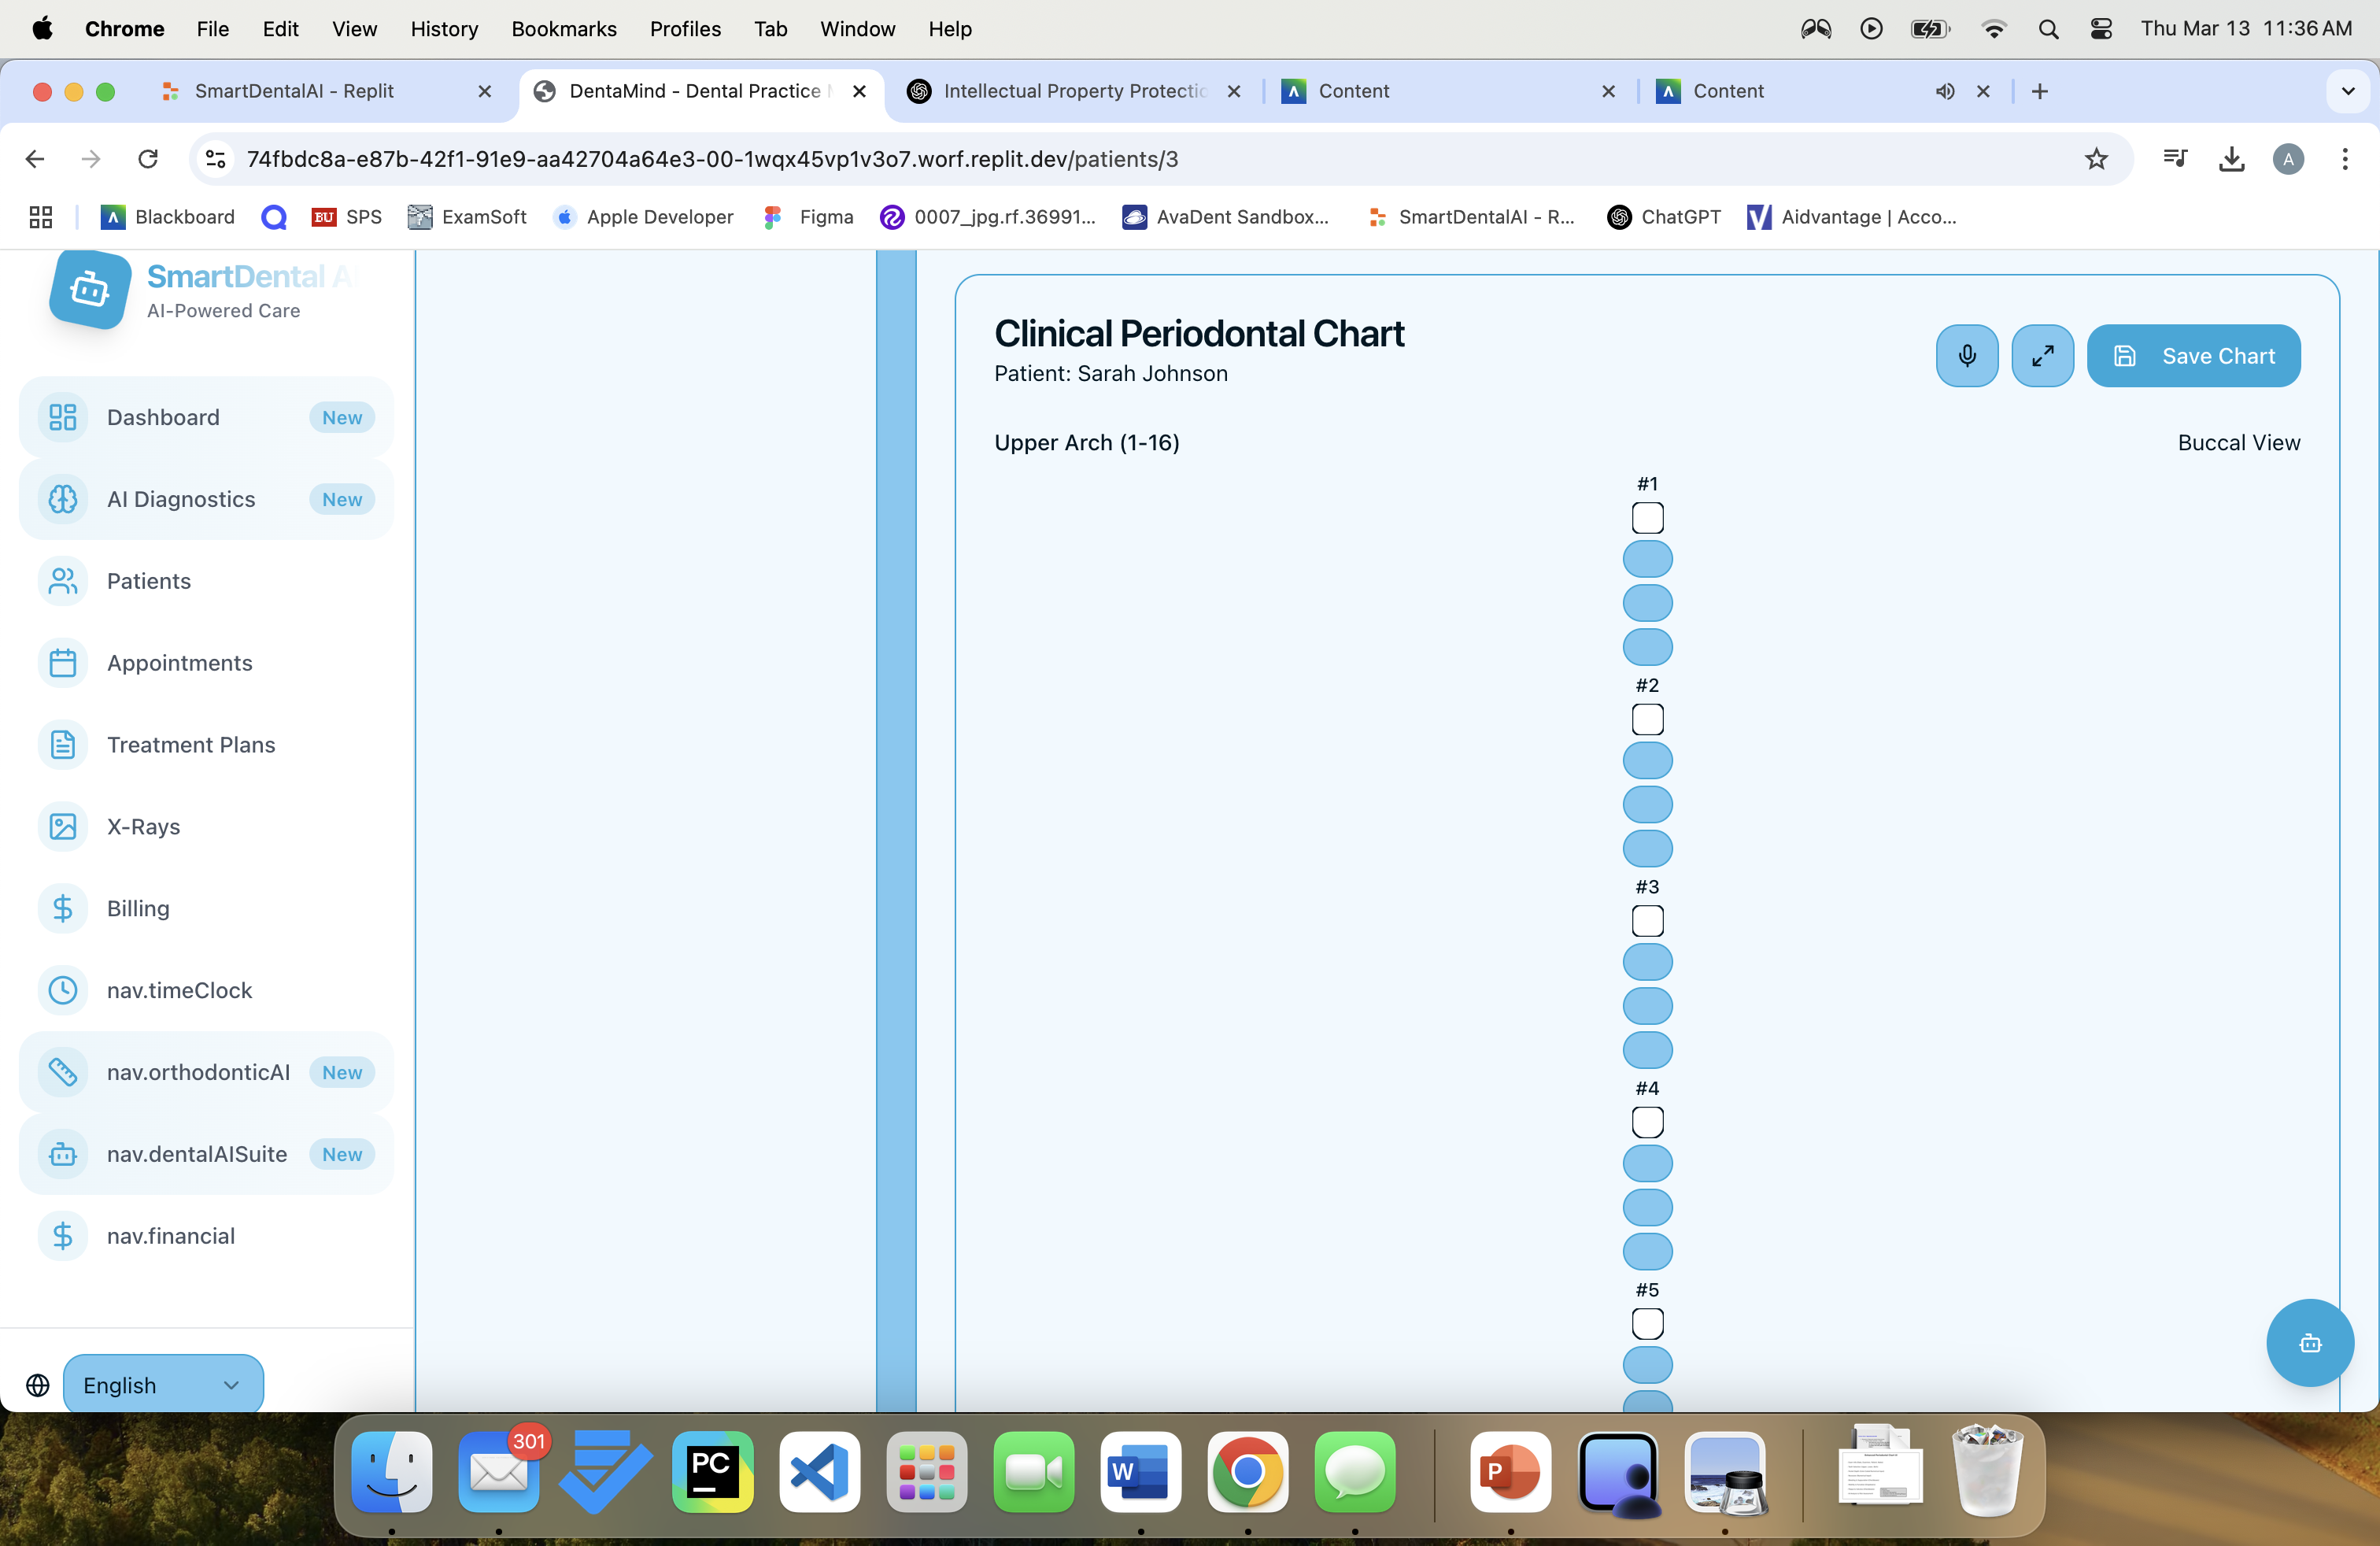 Chrome File Edit View History Bookmarks Profiles Tab Window Help Thu Mar 13 11:36 AM
SmartDentalAI - Replit DentaMind - Dental Practice Intellectual Property Protectic Content Content
74fbdc8a-e87b-42f1-91e9-aa42704a64e3-00-1wqx45vp1v3o7.worf.replit.dev/patients/3 A
Blackboard BU SPS ExamSoft Apple Developer Figma 0007_jpg.rf.36991... AvaDent Sandbox... SmartDentalAI - R... ChatGPT Aidvantage | Acco...
SmartDental A
AI-Powered Care
Dashboard New
AI Diagnostics New
Patients
Appointments
Treatment Plans
X-Rays
Billing
nav.timeClock
nav.orthodonticAI New
nav.dentalAISuite New
nav.financial
English
Clinical Periodontal Chart
Patient: Sarah Johnson
Save Chart
Upper Arch (1-16) Buccal View
#1
#2
#3
#4
#5
301
PC
W
P